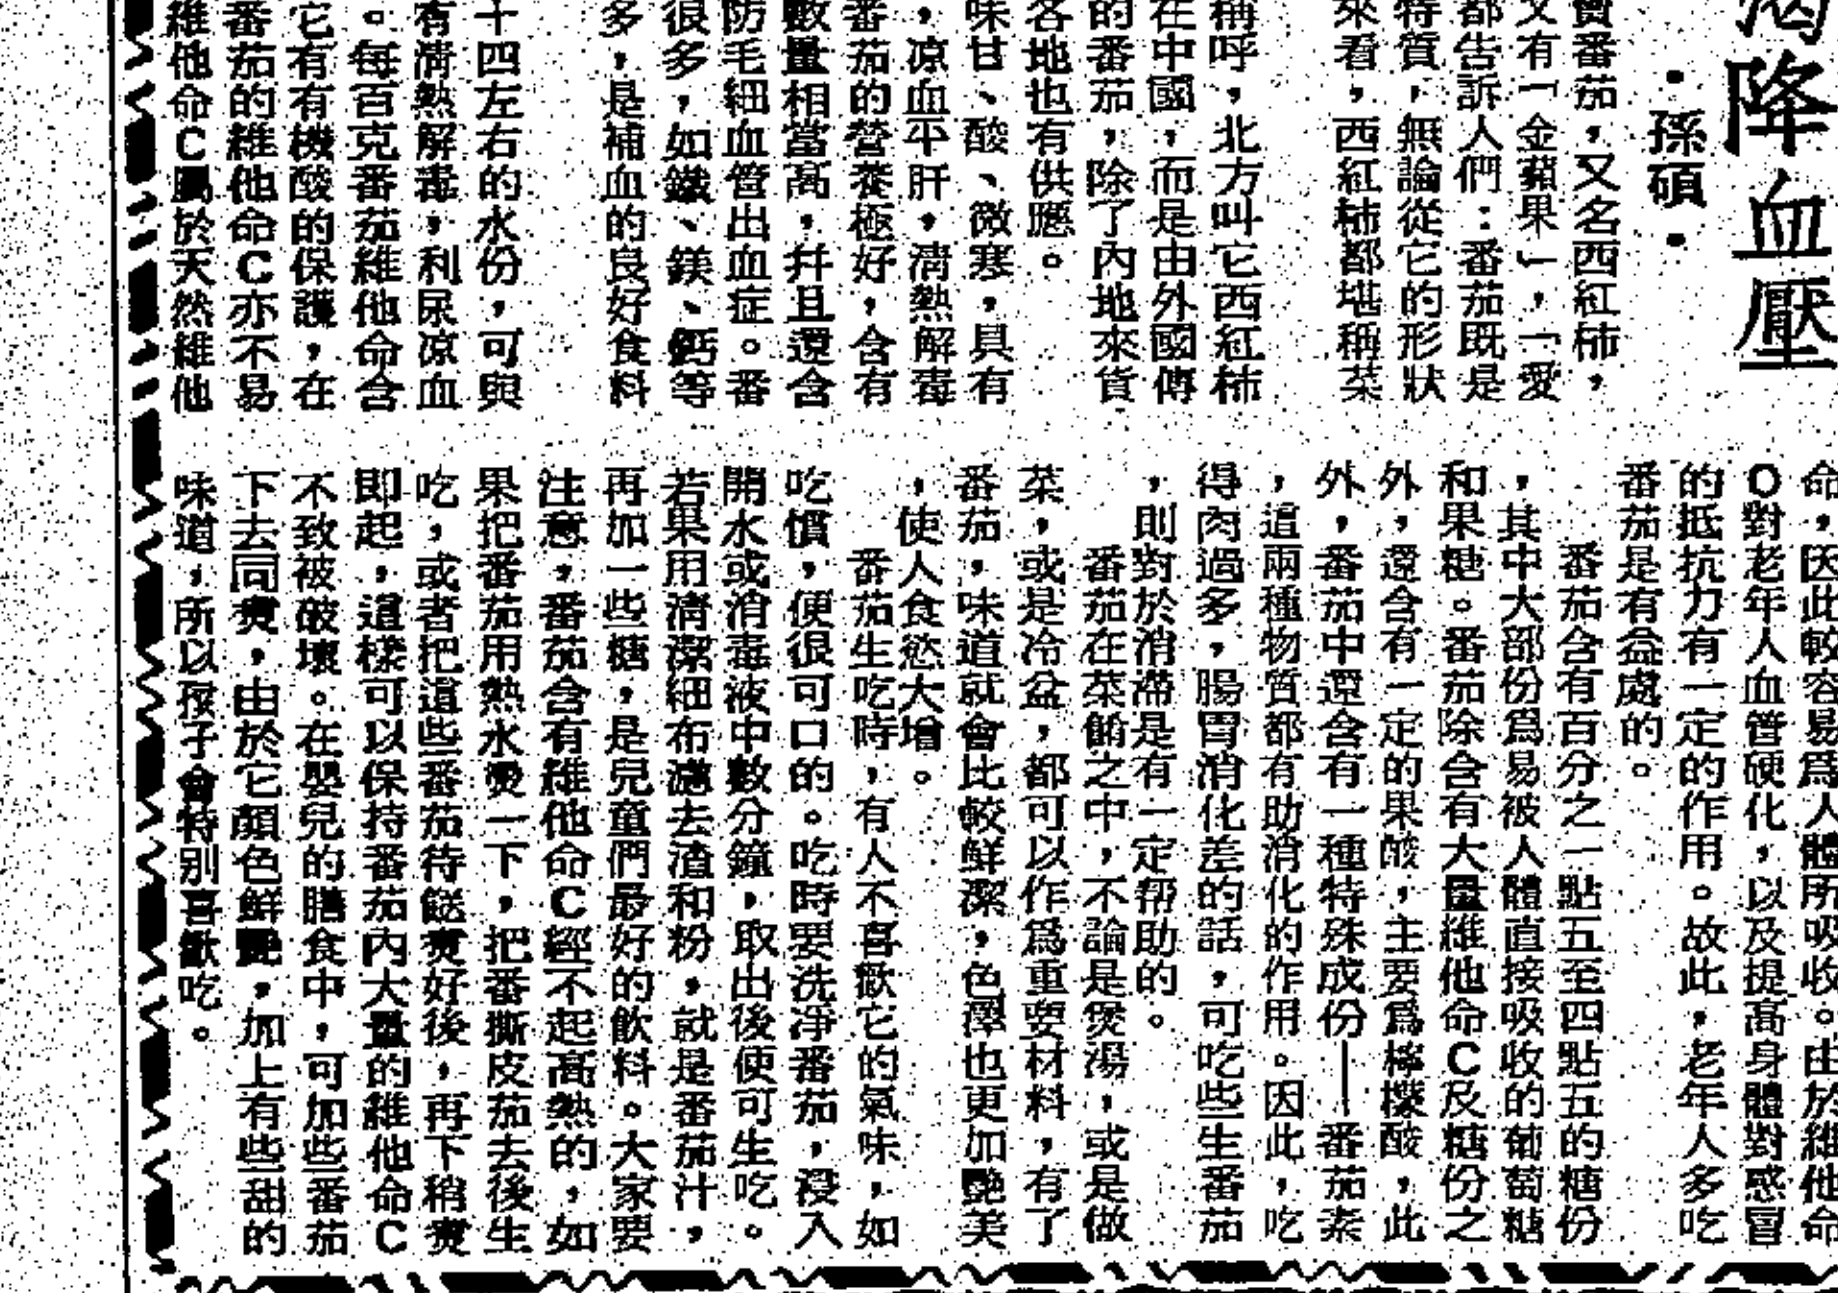 降血壓
·孫碩·
賣番茄,又名西紅柿,
又有「金蘋果」,「愛
都告訴人們:番茄既是
特質,無論從它的形狀
來看,西紅柿都堪稱菜
稱呼,北方叫它西紅柿
在中國,而是由外國傳
的番茄,除了內地來貨
各地也有供應。
味甘、酸、微寒,具有
,凉血平肝,清熱解毒
番茄的營養極好,含有
數量相當高,幷且還含
防毛細血管出血症。番
很多,如鐵、鎂、鈣等
多,是補血的良好食料
十四左右的水份,可與
有清熱解毒,利尿凉血
。每百克番茄維他命含
它有有機酸的保護,在
番茄的維他命C亦不易
維他命C屬於天然維他
命,因此較容易爲人體所吸收。由於維他命
C對老年人血管硬化,以及提高身體對惑冒
的抵抗力有一定的作用。故此,老年人多吃
番茄是有益處的。
番茄含有百分之一點五至四點五的糖份
,其中大部份爲易被人體直接吸收的葡萄糖
和果糖。番茄除含有大量維他命C及糖份之
外,還含有一定的果酸,主要爲檸檬酸,此
外,番茄中還含有一種特殊成份——番茄素
,這兩種物質都有助消化的作用。因此,吃
得肉過多,腸胃消化差的話,可吃些生番茄
,則對於消滯是有一定帮助的。
番茄在菜餚之中,不論是煲湯,或是做
菜,或是冷盆,都可以作爲重要材料,有了
番茄,味道就會比較鮮潔,色澤也更加艷美
,使人食慾大增。
番茄生吃時,有人不喜歡它的氣味,如
吃慣,便很可口的。吃時要洗淨番茄,浸入
開水或消毒液中數分鐘,取出後便可生吃。
若果用清潔細布濾去渣和粉,就是番茄汁,
再加一些糖,是兒童們最好的飲料。大家要
注意,番茄含有維他命C經不起高熱的,如
果把番茄用熱水燙一下,把番撕皮茄去後生
吃,或者把這些番茄待餸煑好後,再下稍煑
即起,這樣可以保持番茄內大量的維他命C
不致被破壞。在嬰兒的膳食中,可加些番茄
下去同煑,由於它顏色鮮艷,加上有些甜的
味道,所以孩子會特別喜歡吃。